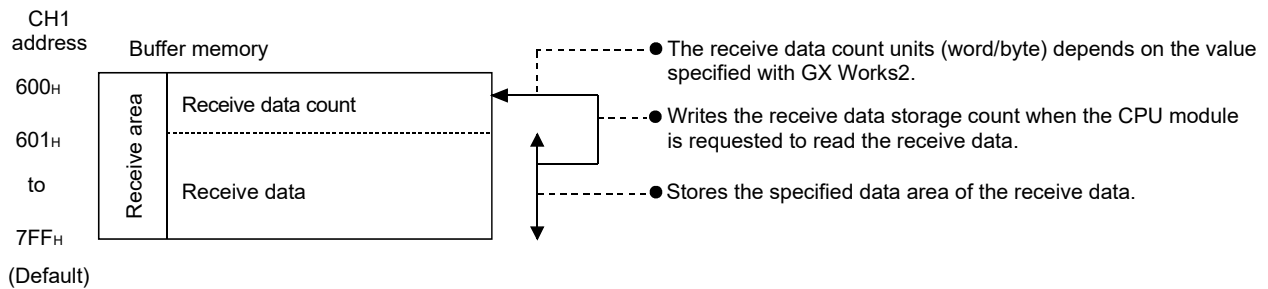 CH1
address
Buffer memory
600H
601H
to
7FFH
(Default)
Receive area
Receive data count
Receive data
● The receive data count units (word/byte) depends on the value
specified with GX Works2.
● Writes the receive data storage count when the CPU module
is requested to read the receive data.
● Stores the specified data area of the receive data.